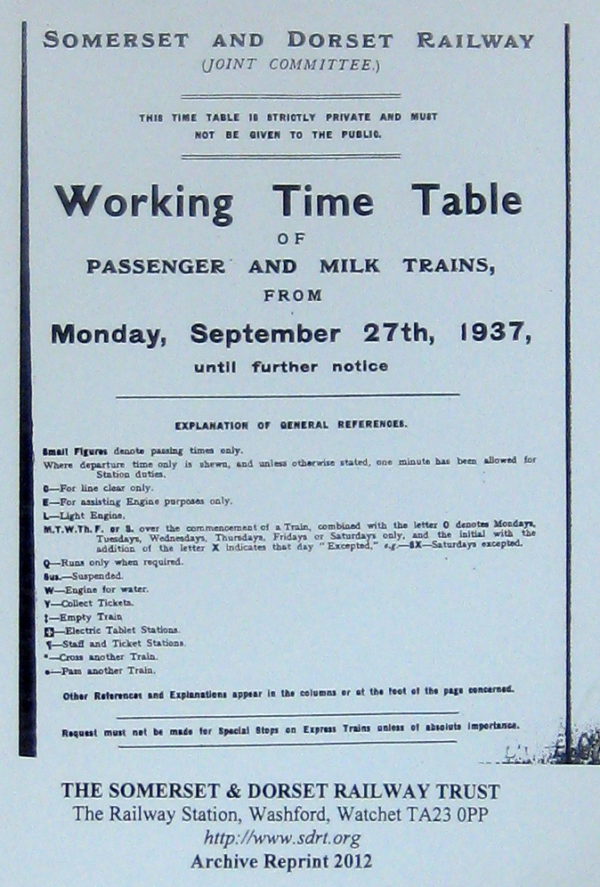 SOMERSET AND DORSET RAILWAY
(JOINT COMMITTEE.)
THIS TIME TABLE IS STRICTLY PRIVATE AND MUST
NOT BE GIVEN TO THE PUBLIC.
Working Time Table
OF
PASSENGER AND MILK TRAINS,
FROM
Monday, September 27th, 1937,
until further notice
EXPLANATION OF GENERAL REFERENCES.
Small Figures denote passing times only.
Where departure time only is shewn, and unless otherwise stated, one minute has been allowed for
Station duties.
C—For line clear only.
E—For assisting Engine purposes only.
L—Light Engine.
M.T.W.Th.F. or S. over the commencement of a Train, combined with the letter O denotes Mondays,
Tuesdays, Wednesdays, Thursdays, Fridays or Saturdays only, and the initial with the
addition of the letter X indicates that day "Excepted," e.g.—SX—Saturdays excepted.
Q—Runs only when required.
Sus.—Suspended.
W—Engine for water.
Y—Collect Tickets.
‡—Empty Train
—Electric Tablet Stations.
¶—Staff and Ticket Stations.
*—Cross another Train.
●—Pass another Train.
Other References and Explanations appear in the columns or at the foot of the page concerned.
Request must not be made for Special Stops on Express Trains unless of absolute importance.
THE SOMERSET & DORSET RAILWAY TRUST
The Railway Station, Washford, Watchet TA23 0PP
http://www.sdrt.org
Archive Reprint 2012